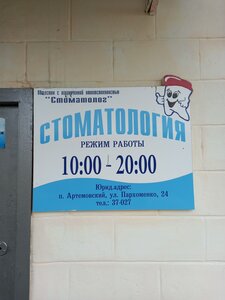 Общество с ограниченной ответственностью
"Стоматолог"
СТОМАТОЛОГИЯ
РЕЖИМ РАБОТЫ
10:00 - 20:00
Юрид.адрес:
п. Артемовский, ул. Пархоменко, 24
тел.: 37-027